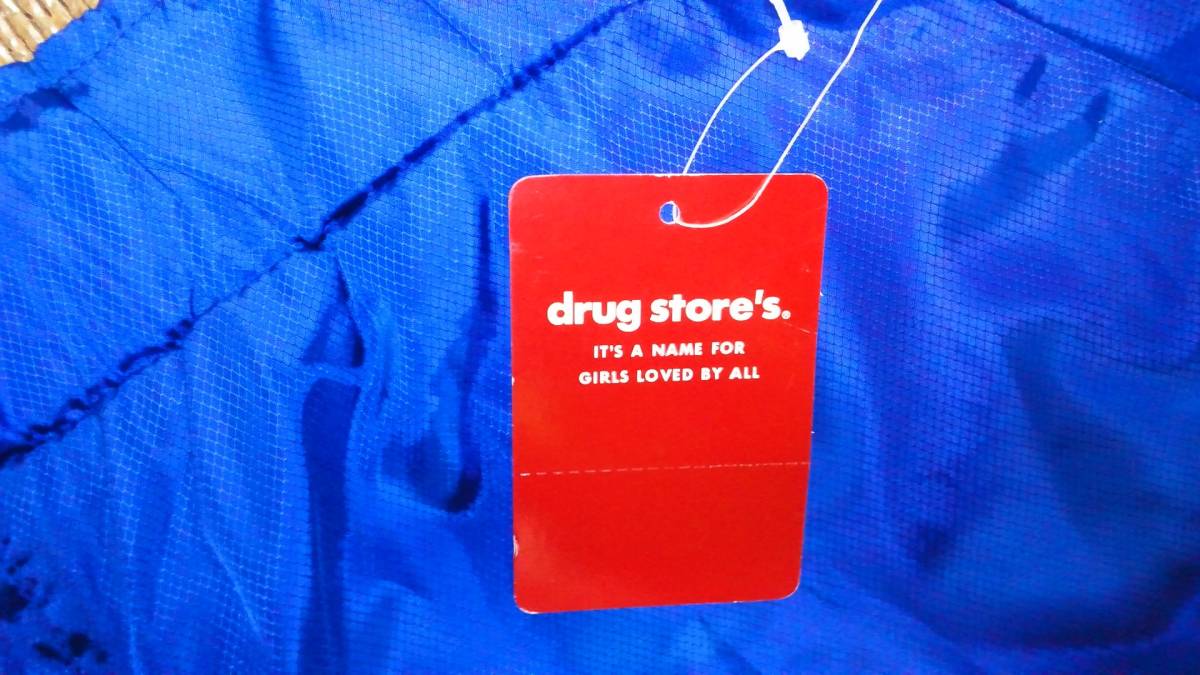 drug store's.
IT'S A NAME FOR
GIRLS LOVED BY ALL